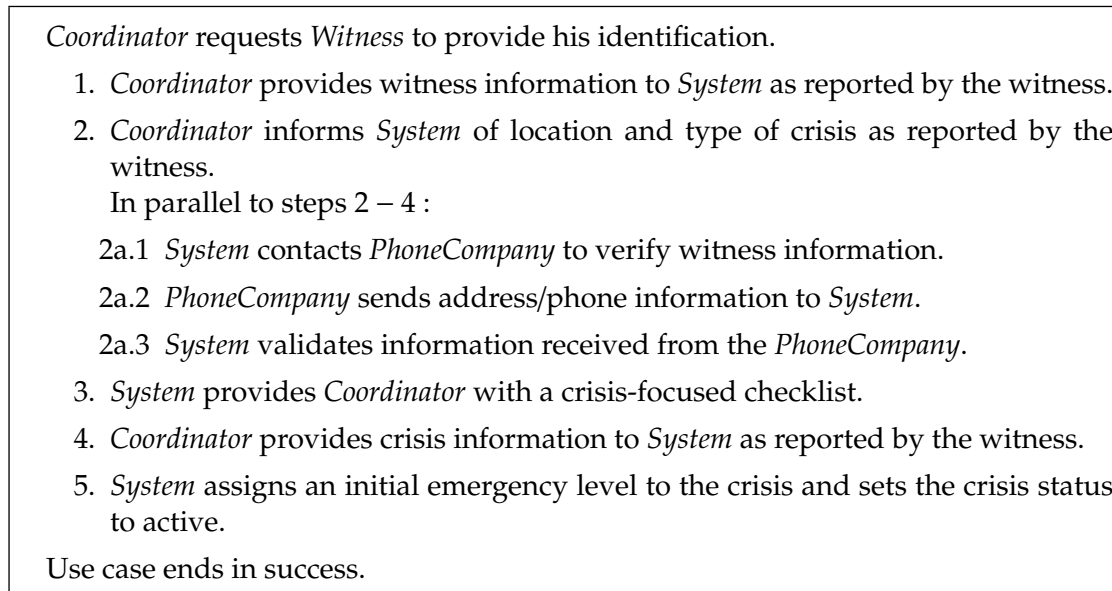 Coordinator requests Witness to provide his identification.
1. Coordinator provides witness information to System as reported by the witness.
2. Coordinator informs System of location and type of crisis as reported by the
witness.
In parallel to steps 2 – 4 :
2a.1 System contacts PhoneCompany to verify witness information.
2a.2 PhoneCompany sends address/phone information to System.
2a.3 System validates information received from the PhoneCompany.
3. System provides Coordinator with a crisis-focused checklist.
4. Coordinator provides crisis information to System as reported by the witness.
5. System assigns an initial emergency level to the crisis and sets the crisis status
to active.
Use case ends in success.